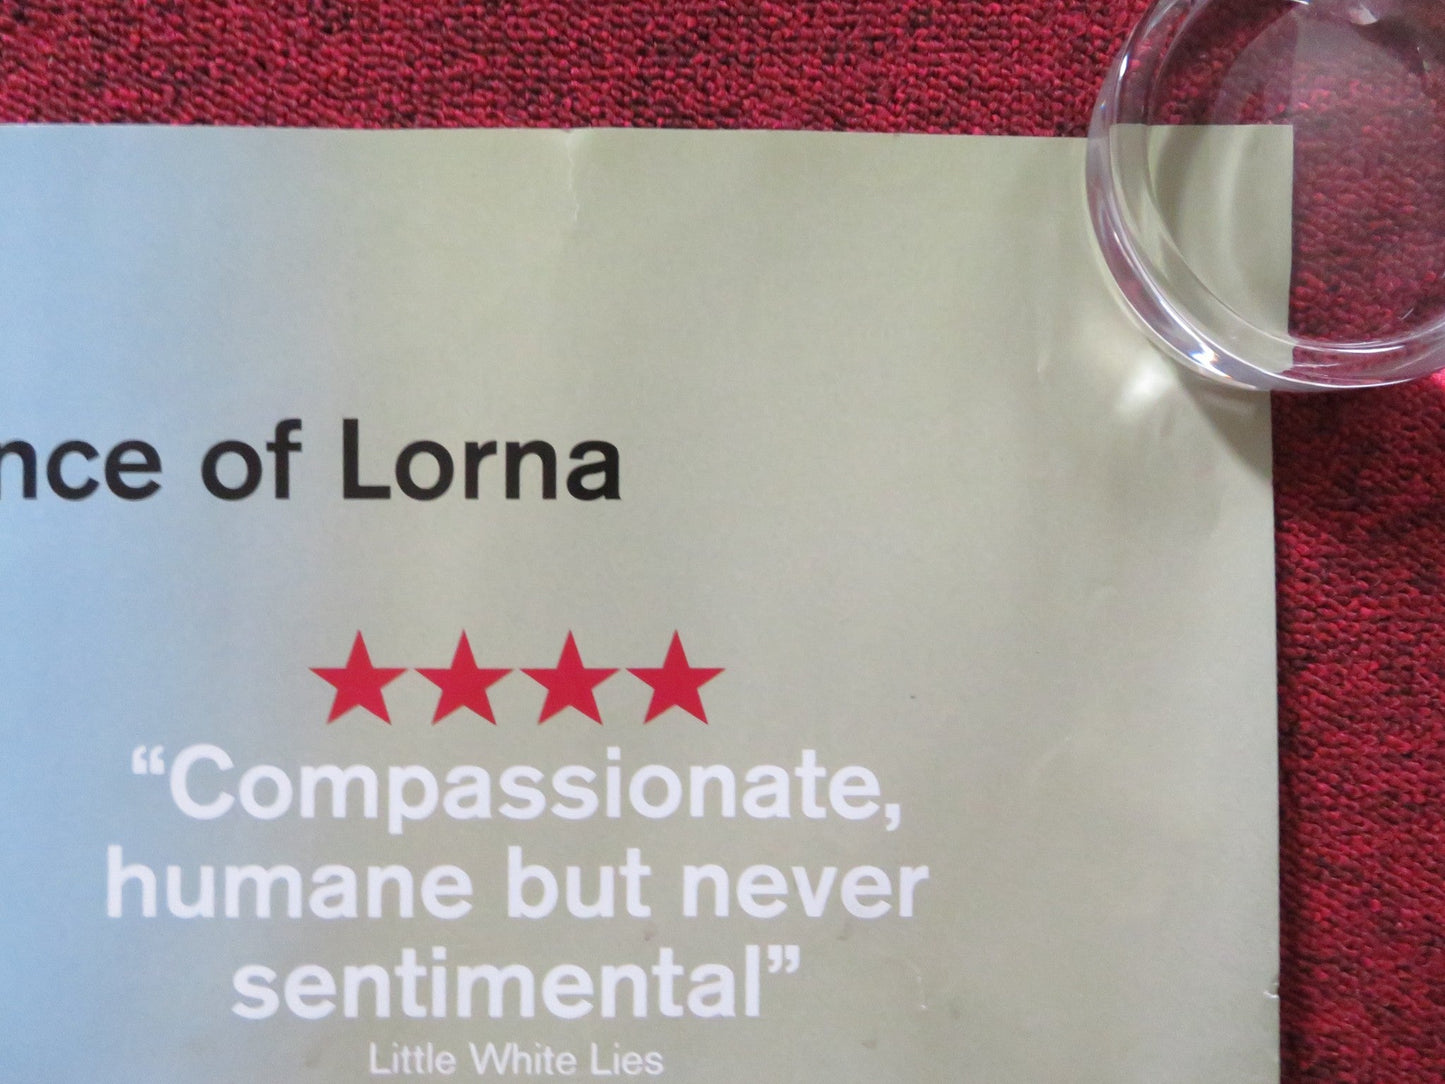 nce of Lorna
“Compassionate,
humane but never
sentimental”
Little White Lies